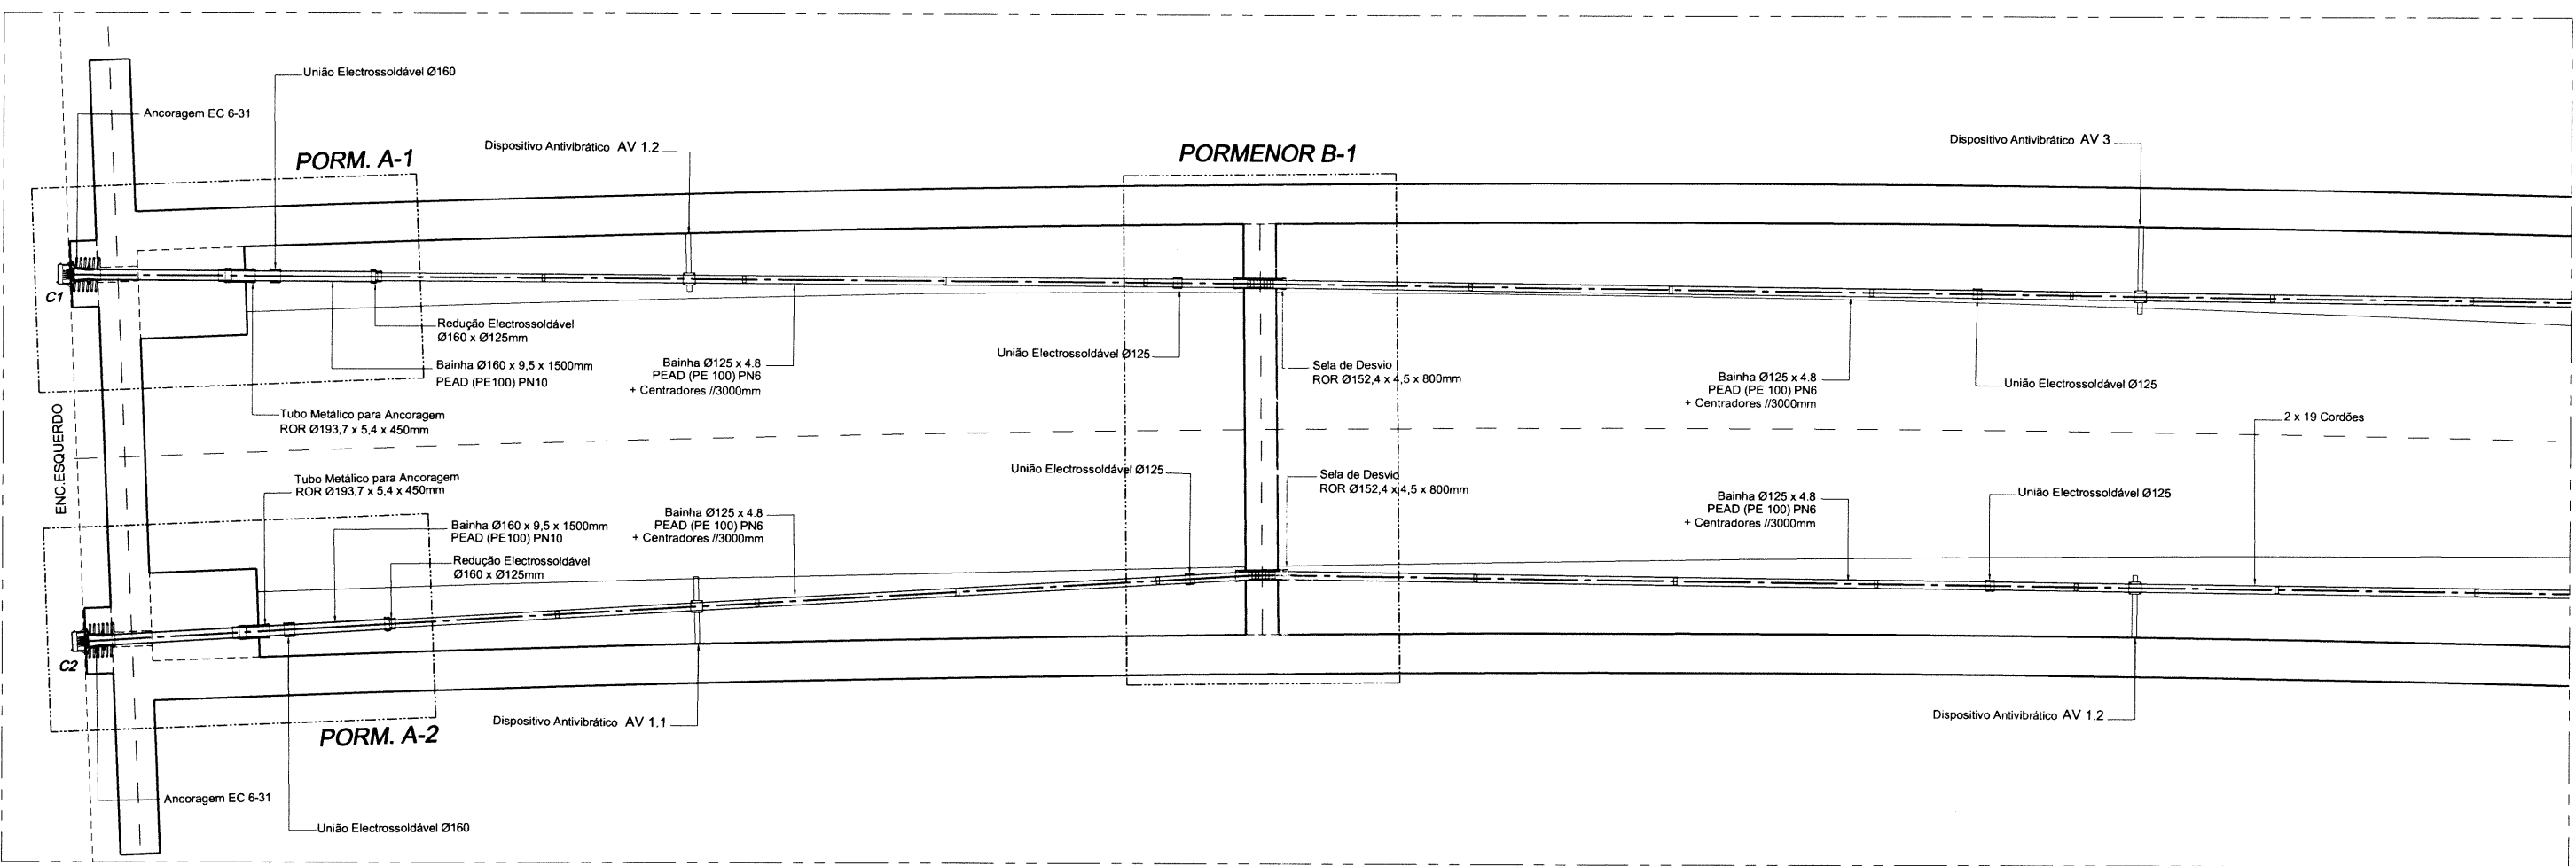 União Electrossoldável Ø160
Ancoragem EC 6-31
PORM. A-1
Dispositivo Antivibrático AV 1.2
PORMENOR B-1
Dispositivo Antivibrático AV 3
C1
Redução Electrossoldável
Ø160 x Ø125mm
Bainha Ø160 x 9,5 x 1500mm
PEAD (PE100) PN10
Tubo Metálico para Ancoragem
ROR Ø193,7 x 5,4 x 450mm
Bainha Ø125 x 4.8
PEAD (PE 100) PN6
+ Centradores //3000mm
União Electrossoldável Ø125
Sela de Desvio
ROR Ø152,4 x 4,5 x 800mm
Bainha Ø125 x 4.8
PEAD (PE 100) PN6
+ Centradores //3000mm
União Electrossoldável Ø125
2 x 19 Cordões
ENC.ESQUERDO
Tubo Metálico para Ancoragem
ROR Ø193,7 x 5,4 x 450mm
Bainha Ø160 x 9,5 x 1500mm
PEAD (PE100) PN10
Redução Electrossoldável
Ø160 x Ø125mm
Bainha Ø125 x 4.8
PEAD (PE 100) PN6
+ Centradores //3000mm
União Electrossoldável Ø125
Sela de Desvio
ROR Ø152,4 x 4,5 x 800mm
Bainha Ø125 x 4.8
PEAD (PE 100) PN6
+ Centradores //3000mm
União Electrossoldável Ø125
C2
PORM. A-2
Dispositivo Antivibrático AV 1.1
Dispositivo Antivibrático AV 1.2
Ancoragem EC 6-31
União Electrossoldável Ø160